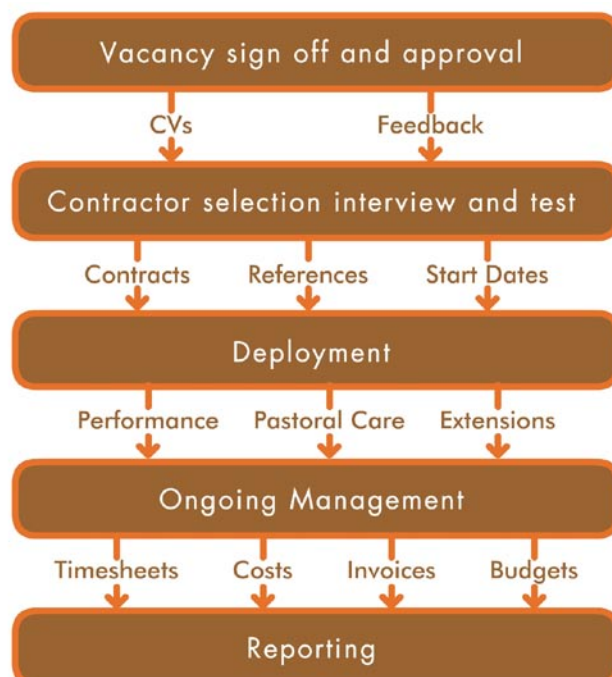 Vacancy sign off and approval
CVs Feedback
Contractor selection interview and test
Contracts References Start Dates
Deployment
Performance Pastoral Care Extensions
Ongoing Management
Timesheets Costs Invoices Budgets
Reporting